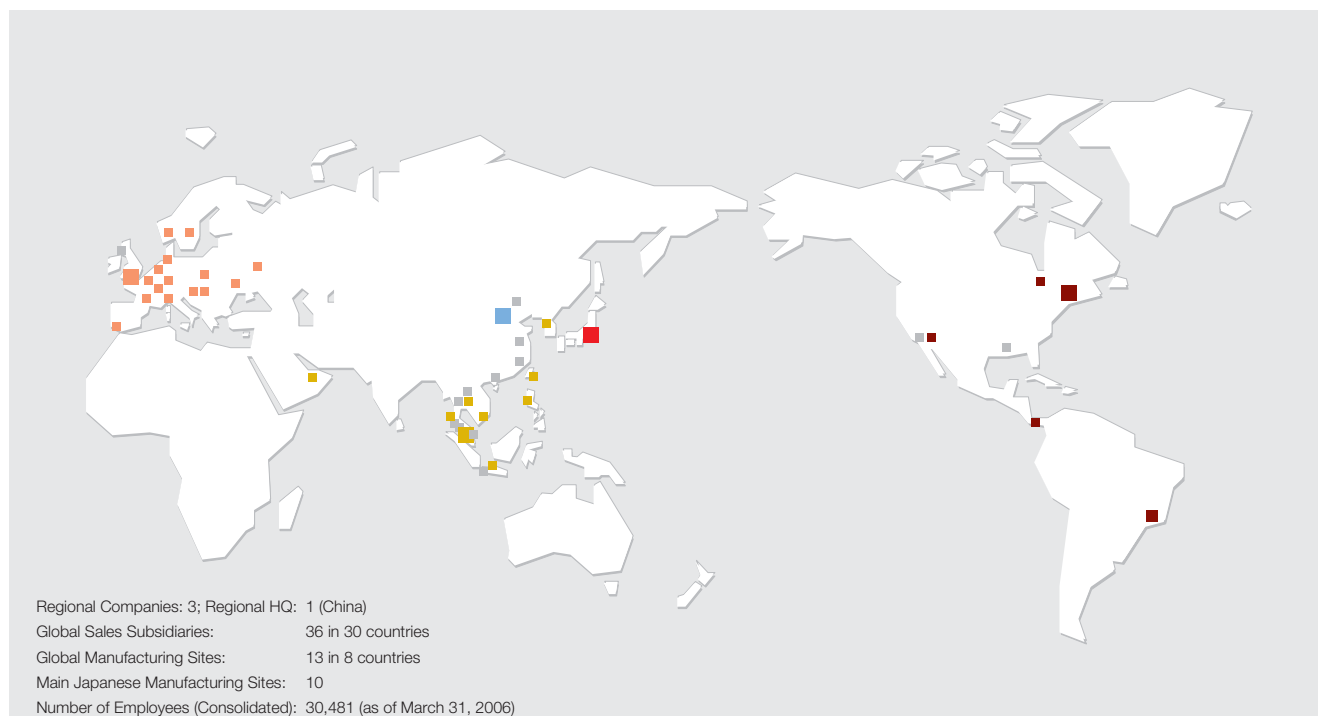 Regional Companies: 3; Regional HQ: 1 (China)
Global Sales Subsidiaries: 36 in 30 countries
Global Manufacturing Sites: 13 in 8 countries
Main Japanese Manufacturing Sites: 10
Number of Employees (Consolidated): 30,481 (as of March 31, 2006)